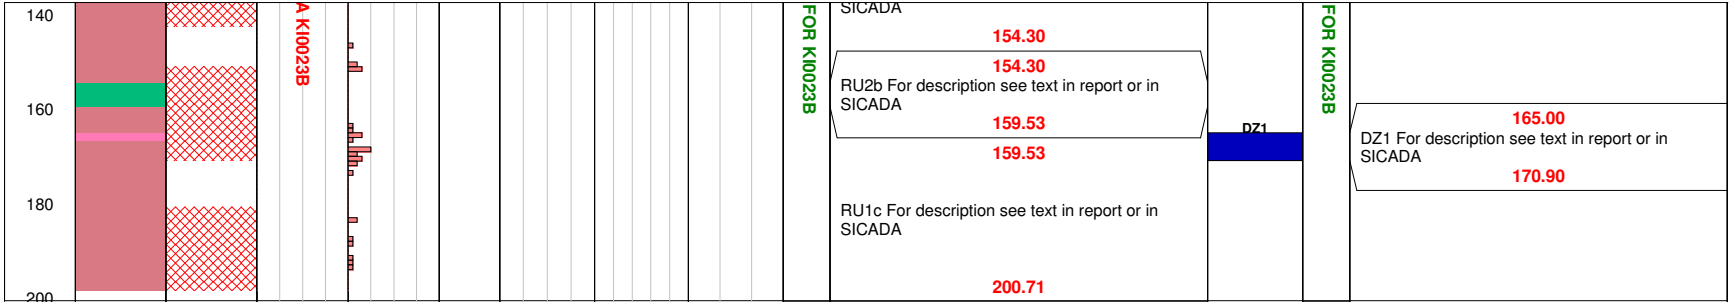 140
160
180
200
A KI0023B
FOR KI0023B
SICADA
154.30
154.30
RU2b For description see text in report or in
SICADA
159.53
159.53
RU1c For description see text in report or in
SICADA
200.71
DZ1
FOR KI0023B
165.00
DZ1 For description see text in report or in
SICADA
170.90